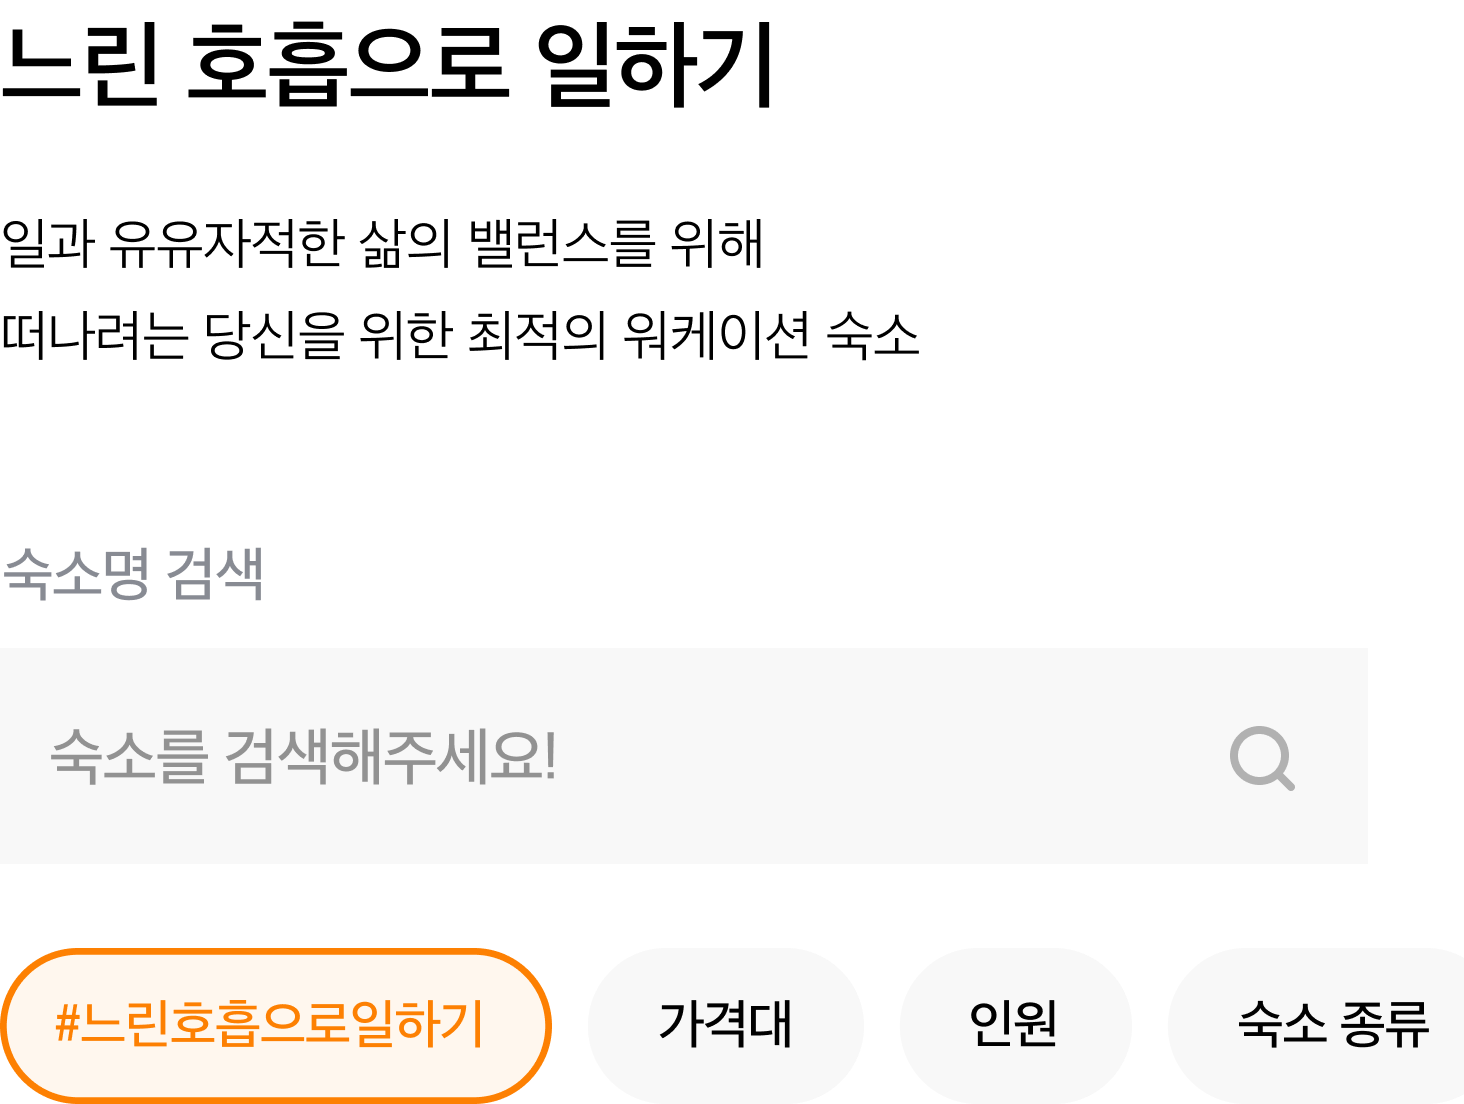 느린 호흡으로 일하기
일과 유유자적한 삶의 밸런스를 위해
떠나려는 당신을 위한 최적의 워케이션 숙소
숙소명 검색
숙소를 검색해주세요!
#느린호흡으로일하기 가격대 인원 숙소 종류